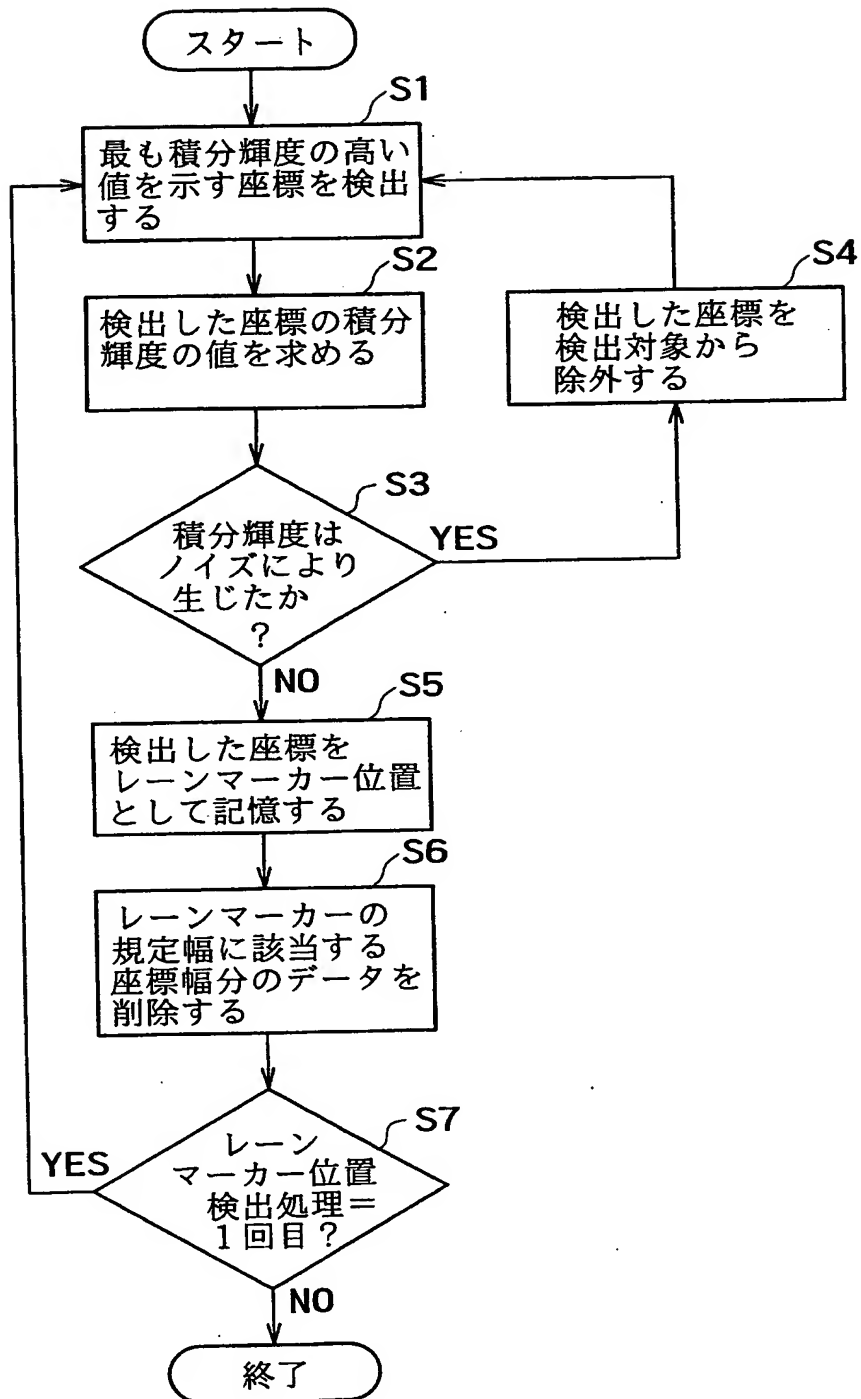 スタート
S1
最も積分輝度の高い
値を示す座標を検出
する
S2
検出した座標の積分
輝度の値を求める
S4
検出した座標を
検出対象から
除外する
S3
積分輝度は
ノイズにより
生じたか
?
YES
NO
S5
検出した座標を
レーンマーカー位置
として記憶する
S6
レーンマーカーの
規定幅に該当する
座標幅分のデータを
削除する
S7
レーン
マーカー位置
検出処理=
1回目?
YES
NO
終了